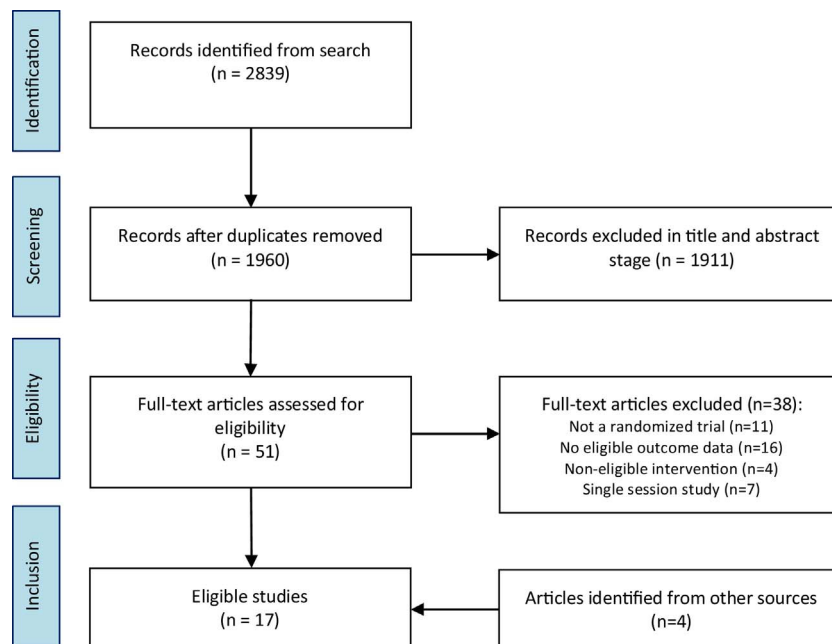 Identification
Records identified from search
(n = 2839)
Screening
Records after duplicates removed
(n = 1960)
Records excluded in title and abstract
stage (n = 1911)
Eligibility
Full-text articles assessed for
eligibility
(n = 51)
Full-text articles excluded (n=38):
Not a randomized trial (n=11)
No eligible outcome data (n=16)
Non-eligible intervention (n=4)
Single session study (n=7)
Inclusion
Eligible studies
(n = 17)
Articles identified from other sources
(n=4)